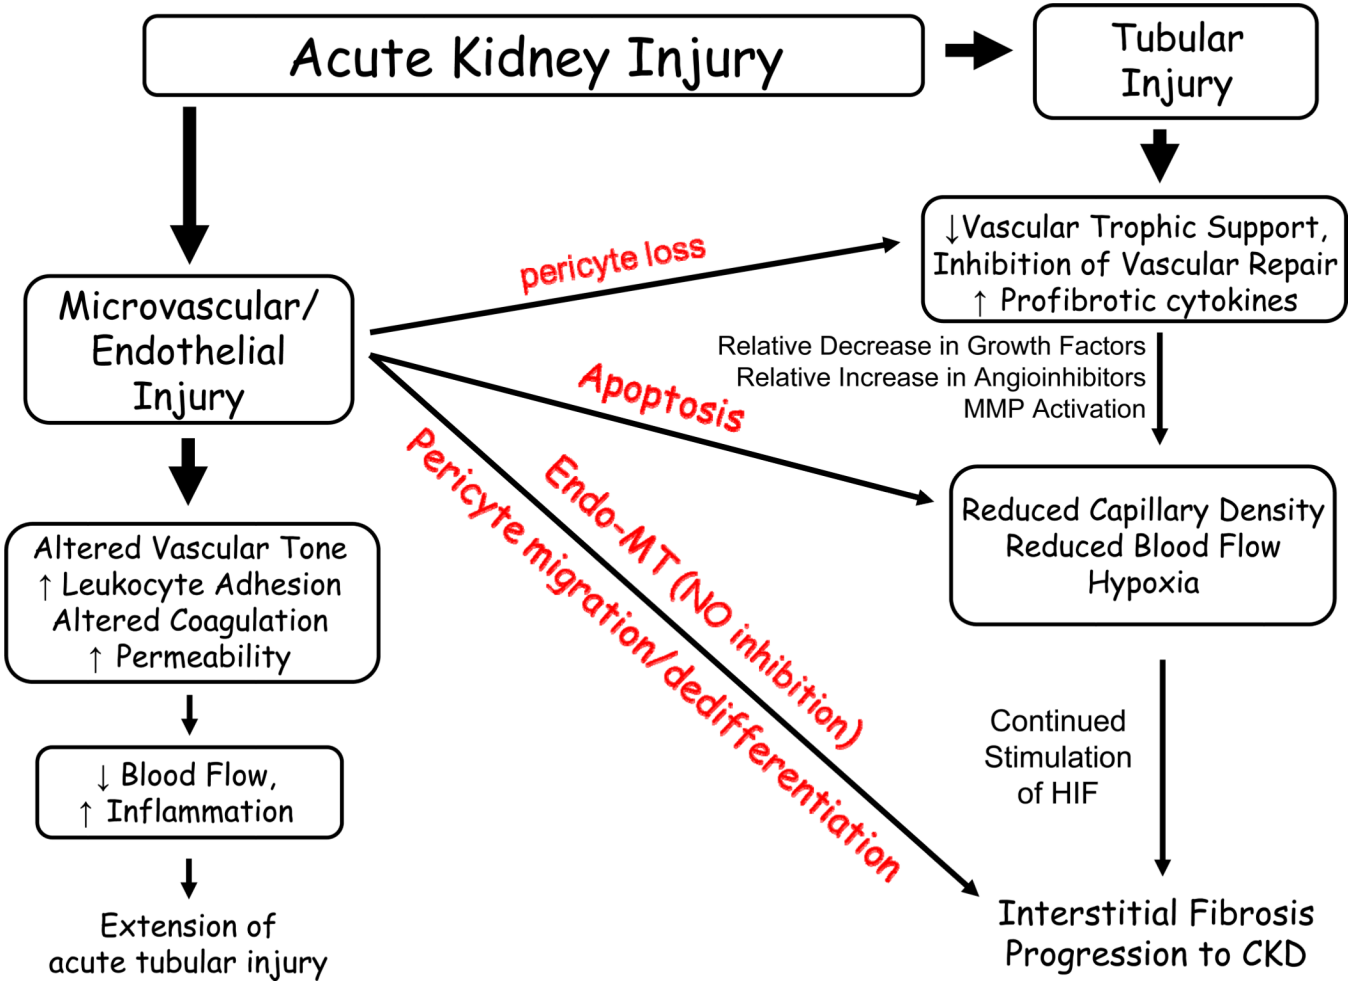 Acute Kidney Injury
Tubular
Injury
↓Vascular Trophic Support,
Inhibition of Vascular Repair
↑ Profibrotic cytokines
pericyte loss
Microvascular/
Endothelial
Injury
Relative Decrease in Growth Factors
Relative Increase in Angioinhibitors
MMP Activation
Apoptosis
Endo-MT (NO inhibition)
Pericyte migration/dedifferentiation
Reduced Capillary Density
Reduced Blood Flow
Hypoxia
Altered Vascular Tone
↑ Leukocyte Adhesion
Altered Coagulation
↑ Permeability
Continued
Stimulation
of HIF
↓ Blood Flow,
↑ Inflammation
Extension of
acute tubular injury
Interstitial Fibrosis
Progression to CKD